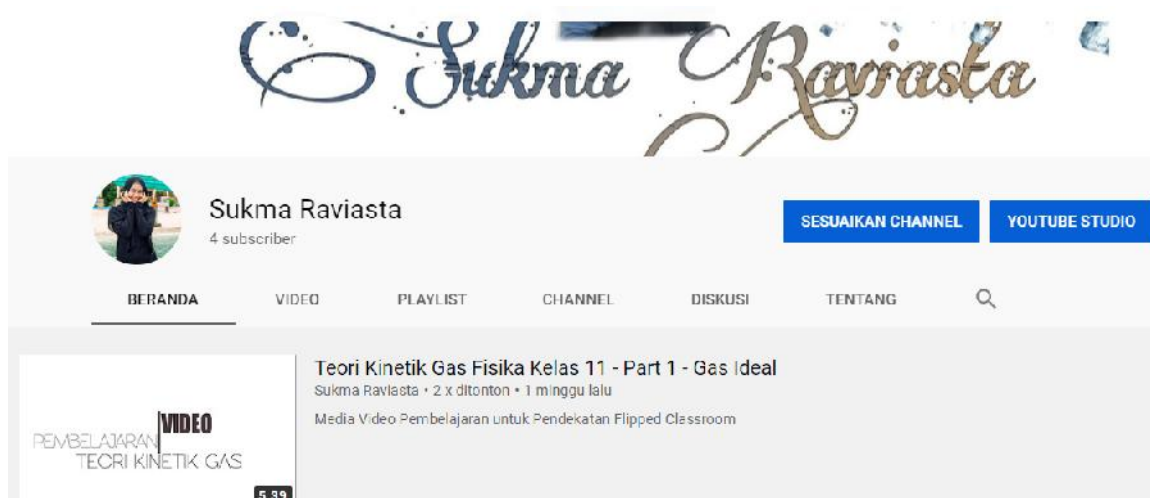 Sukma Raviasta
Sukma Raviasta
4 subscriber
SESUAIKAN CHANNEL
YOUTUBE STUDIO
BERANDA VIDEO PLAYLIST CHANNEL DISKUSI TENTANG
Teori Kinetik Gas Fisika Kelas 11 - Part 1 - Gas Ideal
Sukma Raviasta • 2 x ditonton • 1 minggu lalu
Media Video Pembelajaran untuk Pendekatan Flipped Classroom
PEMBELAJARAN VIDEO
TEORI KINETIK GAS
5.39